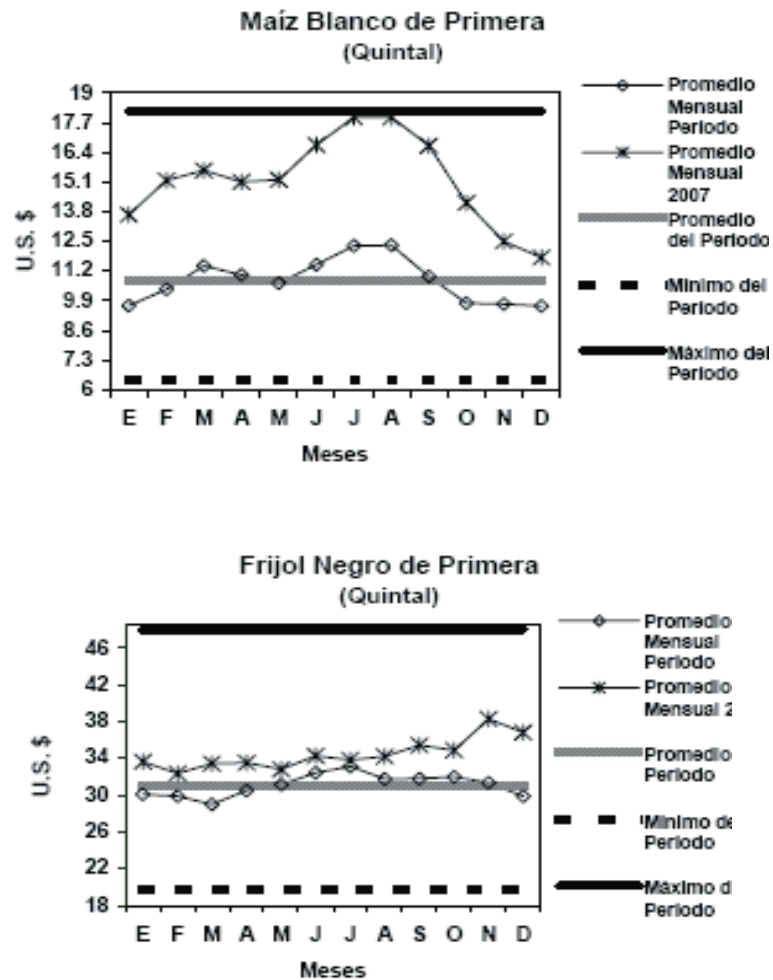 Maíz Blanco de Primera
(Quintal)
19
17.7
16.4
15.1
13.8
12.5
11.2
9.9
8.6
7.3
6
U.S. $
E F M A M J J A S O N D
Meses
Promedio
Mensual
Periodo
Promedio
Mensual
2007
Promedio
del Periodo
Mínimo del
Periodo
Máximo del
Periodo
Frijol Negro de Primera
(Quintal)
46
42
38
34
30
26
22
18
U.S. $
E F M A M J J A S O N D
Meses
Promedio
Mensual
Periodo
Promedio
Mensual 2
Promedio
Periodo
Mínimo de
Periodo
Máximo d
Periodo